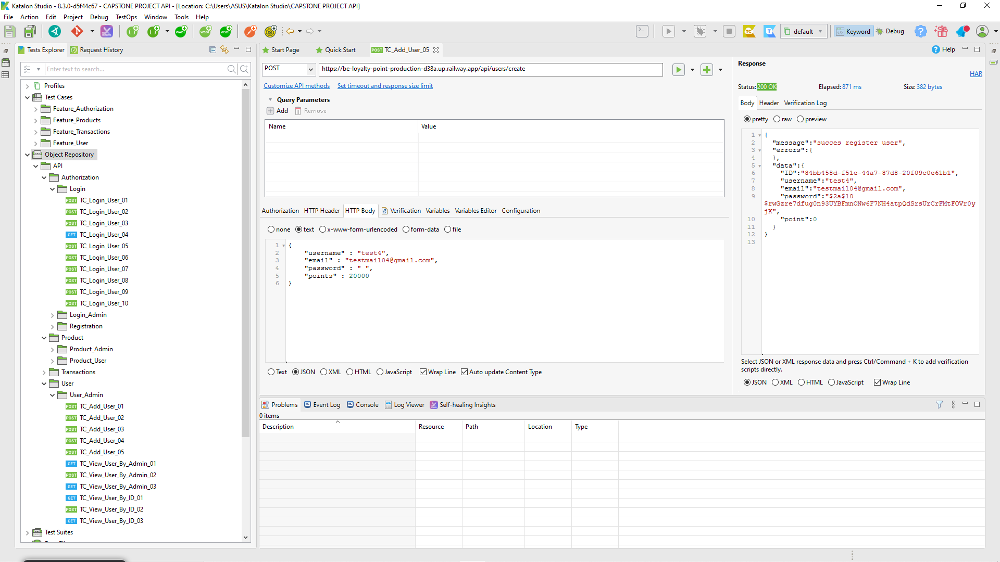 Katalon Studio - 8.3.0-d5f44c67 - CAPSTONE PROJECT API - [Location: C:\Users\ASUS\Katalon Studio\CAPSTONE PROJECT API]
File Action Edit Project Debug TestOps Window Tools Help
default Keyword Debug
Tests Explorer Request History
Enter text to search...
Profiles
Test Cases
Feature_Authorization
Feature_Products
Feature_Transactions
Feature_User
Object Repository
API
Authorization
Login
POST TC_Login_User_01
POST TC_Login_User_02
POST TC_Login_User_03
GET TC_Login_User_04
POST TC_Login_User_05
POST TC_Login_User_06
POST TC_Login_User_07
POST TC_Login_User_08
POST TC_Login_User_09
POST TC_Login_User_10
Login_Admin
Registration
Product
Product_Admin
Product_User
Transactions
User
User_Admin
POST TC_Add_User_01
POST TC_Add_User_02
POST TC_Add_User_03
POST TC_Add_User_04
POST TC_Add_User_05
GET TC_View_User_By_Admin_01
POST TC_View_User_By_Admin_02
GET TC_View_User_By_Admin_03
GET TC_View_User_By_ID_01
POST TC_View_User_By_ID_02
GET TC_View_User_By_ID_03
Test Suites
Start Page Quick Start POST TC_Add_User_05 Help
POST https://be-loyalty-point-production-d38a.up.railway.app/api/users/create
Customize API methods Set timeout and response size limit
Query Parameters
Add Remove
Name Value
Authorization HTTP Header HTTP Body Verification Variables Variables Editor Configuration
none text x-www-form-urlencoded form-data file
1 {
2 "username" : "test4",
3 "email" : "testmail04@gmail.com",
4 "password" : " ",
5 "points" : 20000
6 }
Text JSON XML HTML JavaScript Wrap Line Auto update Content Type
Response
HAR
Status: 200 OK Elapsed: 871 ms Size: 382 bytes
Body Header Verification Log
pretty raw preview
1 {
2 "message":"succes register user",
3 "errors":{
4 },
5 "data":{
6 "ID":"84bb458d-f51e-44a7-87d8-20f09c0e61b1",
7 "username":"test4",
8 "email":"testmail04@gmail.com",
9 "password":"$2a$10
$rwGzre7dfug0n93UYBFmnONw6F7NH4atpQdSrsUrCrFMtFOVr0y
jK",
10 "point":0
11 }
12 }
13
Select JSON or XML response data and press Ctrl/Command + K to add verification
scripts directly.
JSON XML HTML JavaScript Wrap Line
Problems Event Log Console Log Viewer Self-healing Insights
0 items
Description Resource Path Location Type